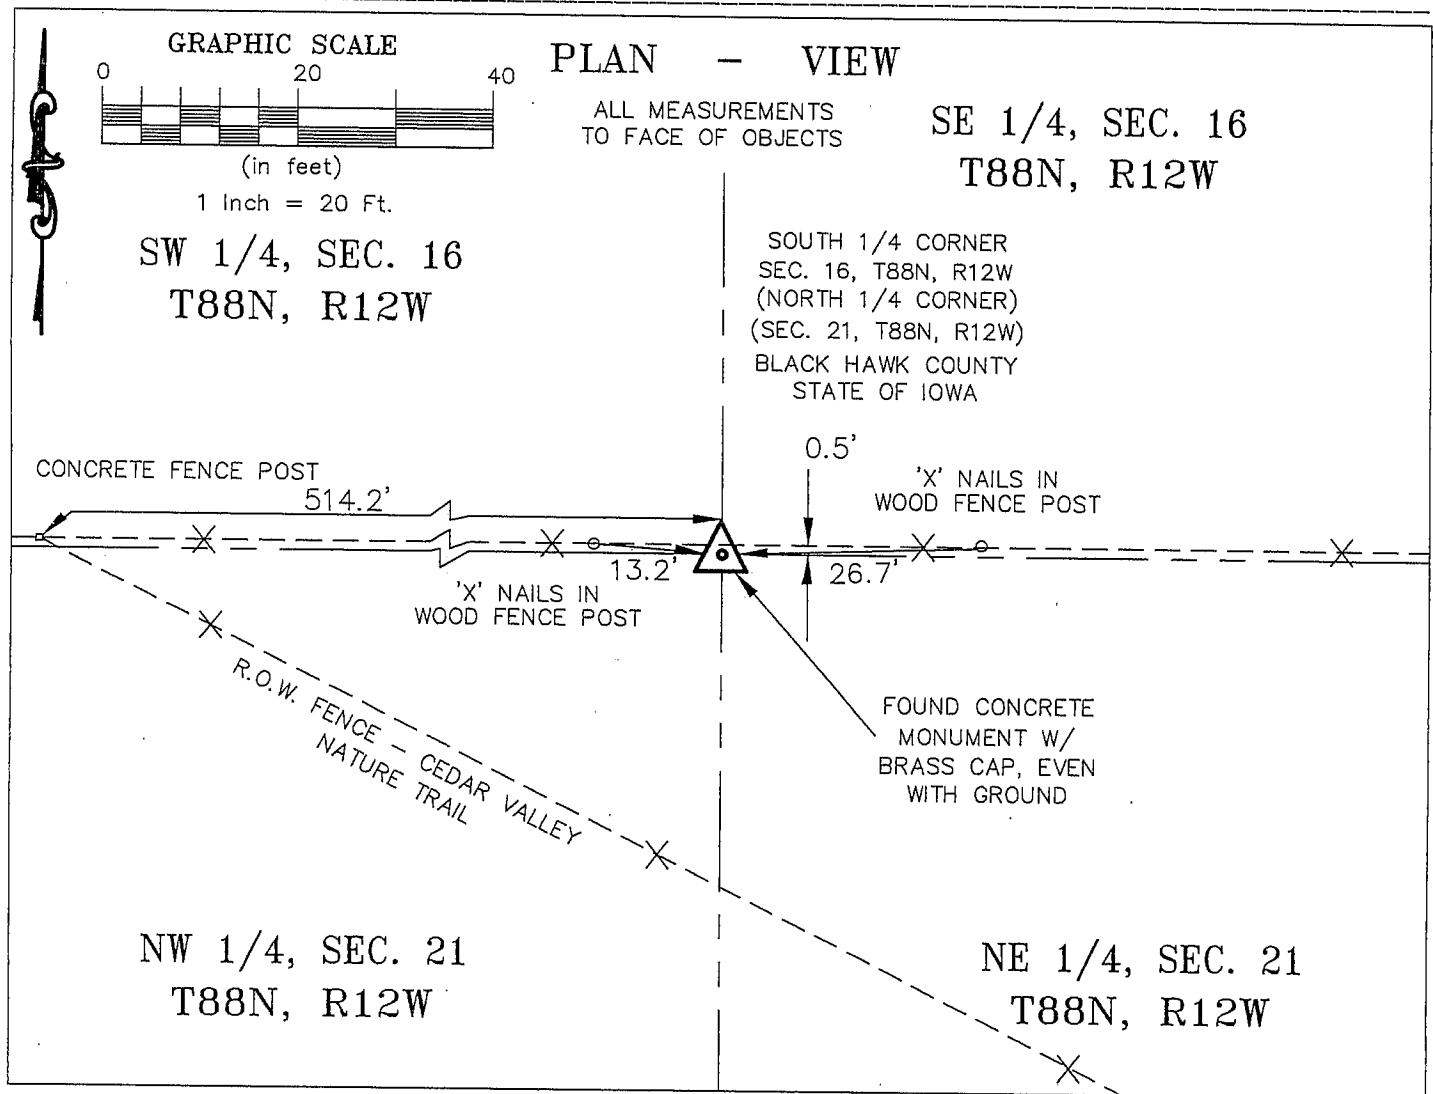 GRAPHIC SCALE
0 20 40
(in feet)
1 Inch = 20 Ft.
PLAN - VIEW
ALL MEASUREMENTS
TO FACE OF OBJECTS
SE 1/4, SEC. 16
T88N, R12W
SW 1/4, SEC. 16
T88N, R12W
SOUTH 1/4 CORNER
SEC. 16, T88N, R12W
(NORTH 1/4 CORNER)
(SEC. 21, T88N, R12W)
BLACK HAWK COUNTY
STATE OF IOWA
0.5'
CONCRETE FENCE POST
514.2'
'X' NAILS IN
WOOD FENCE POST
13.2'
26.7'
'X' NAILS IN
WOOD FENCE POST
R.O.W. FENCE - CEDAR VALLEY
NATURE TRAIL
FOUND CONCRETE
MONUMENT W/
BRASS CAP, EVEN
WITH GROUND
NW 1/4, SEC. 21
T88N, R12W
NE 1/4, SEC. 21
T88N, R12W